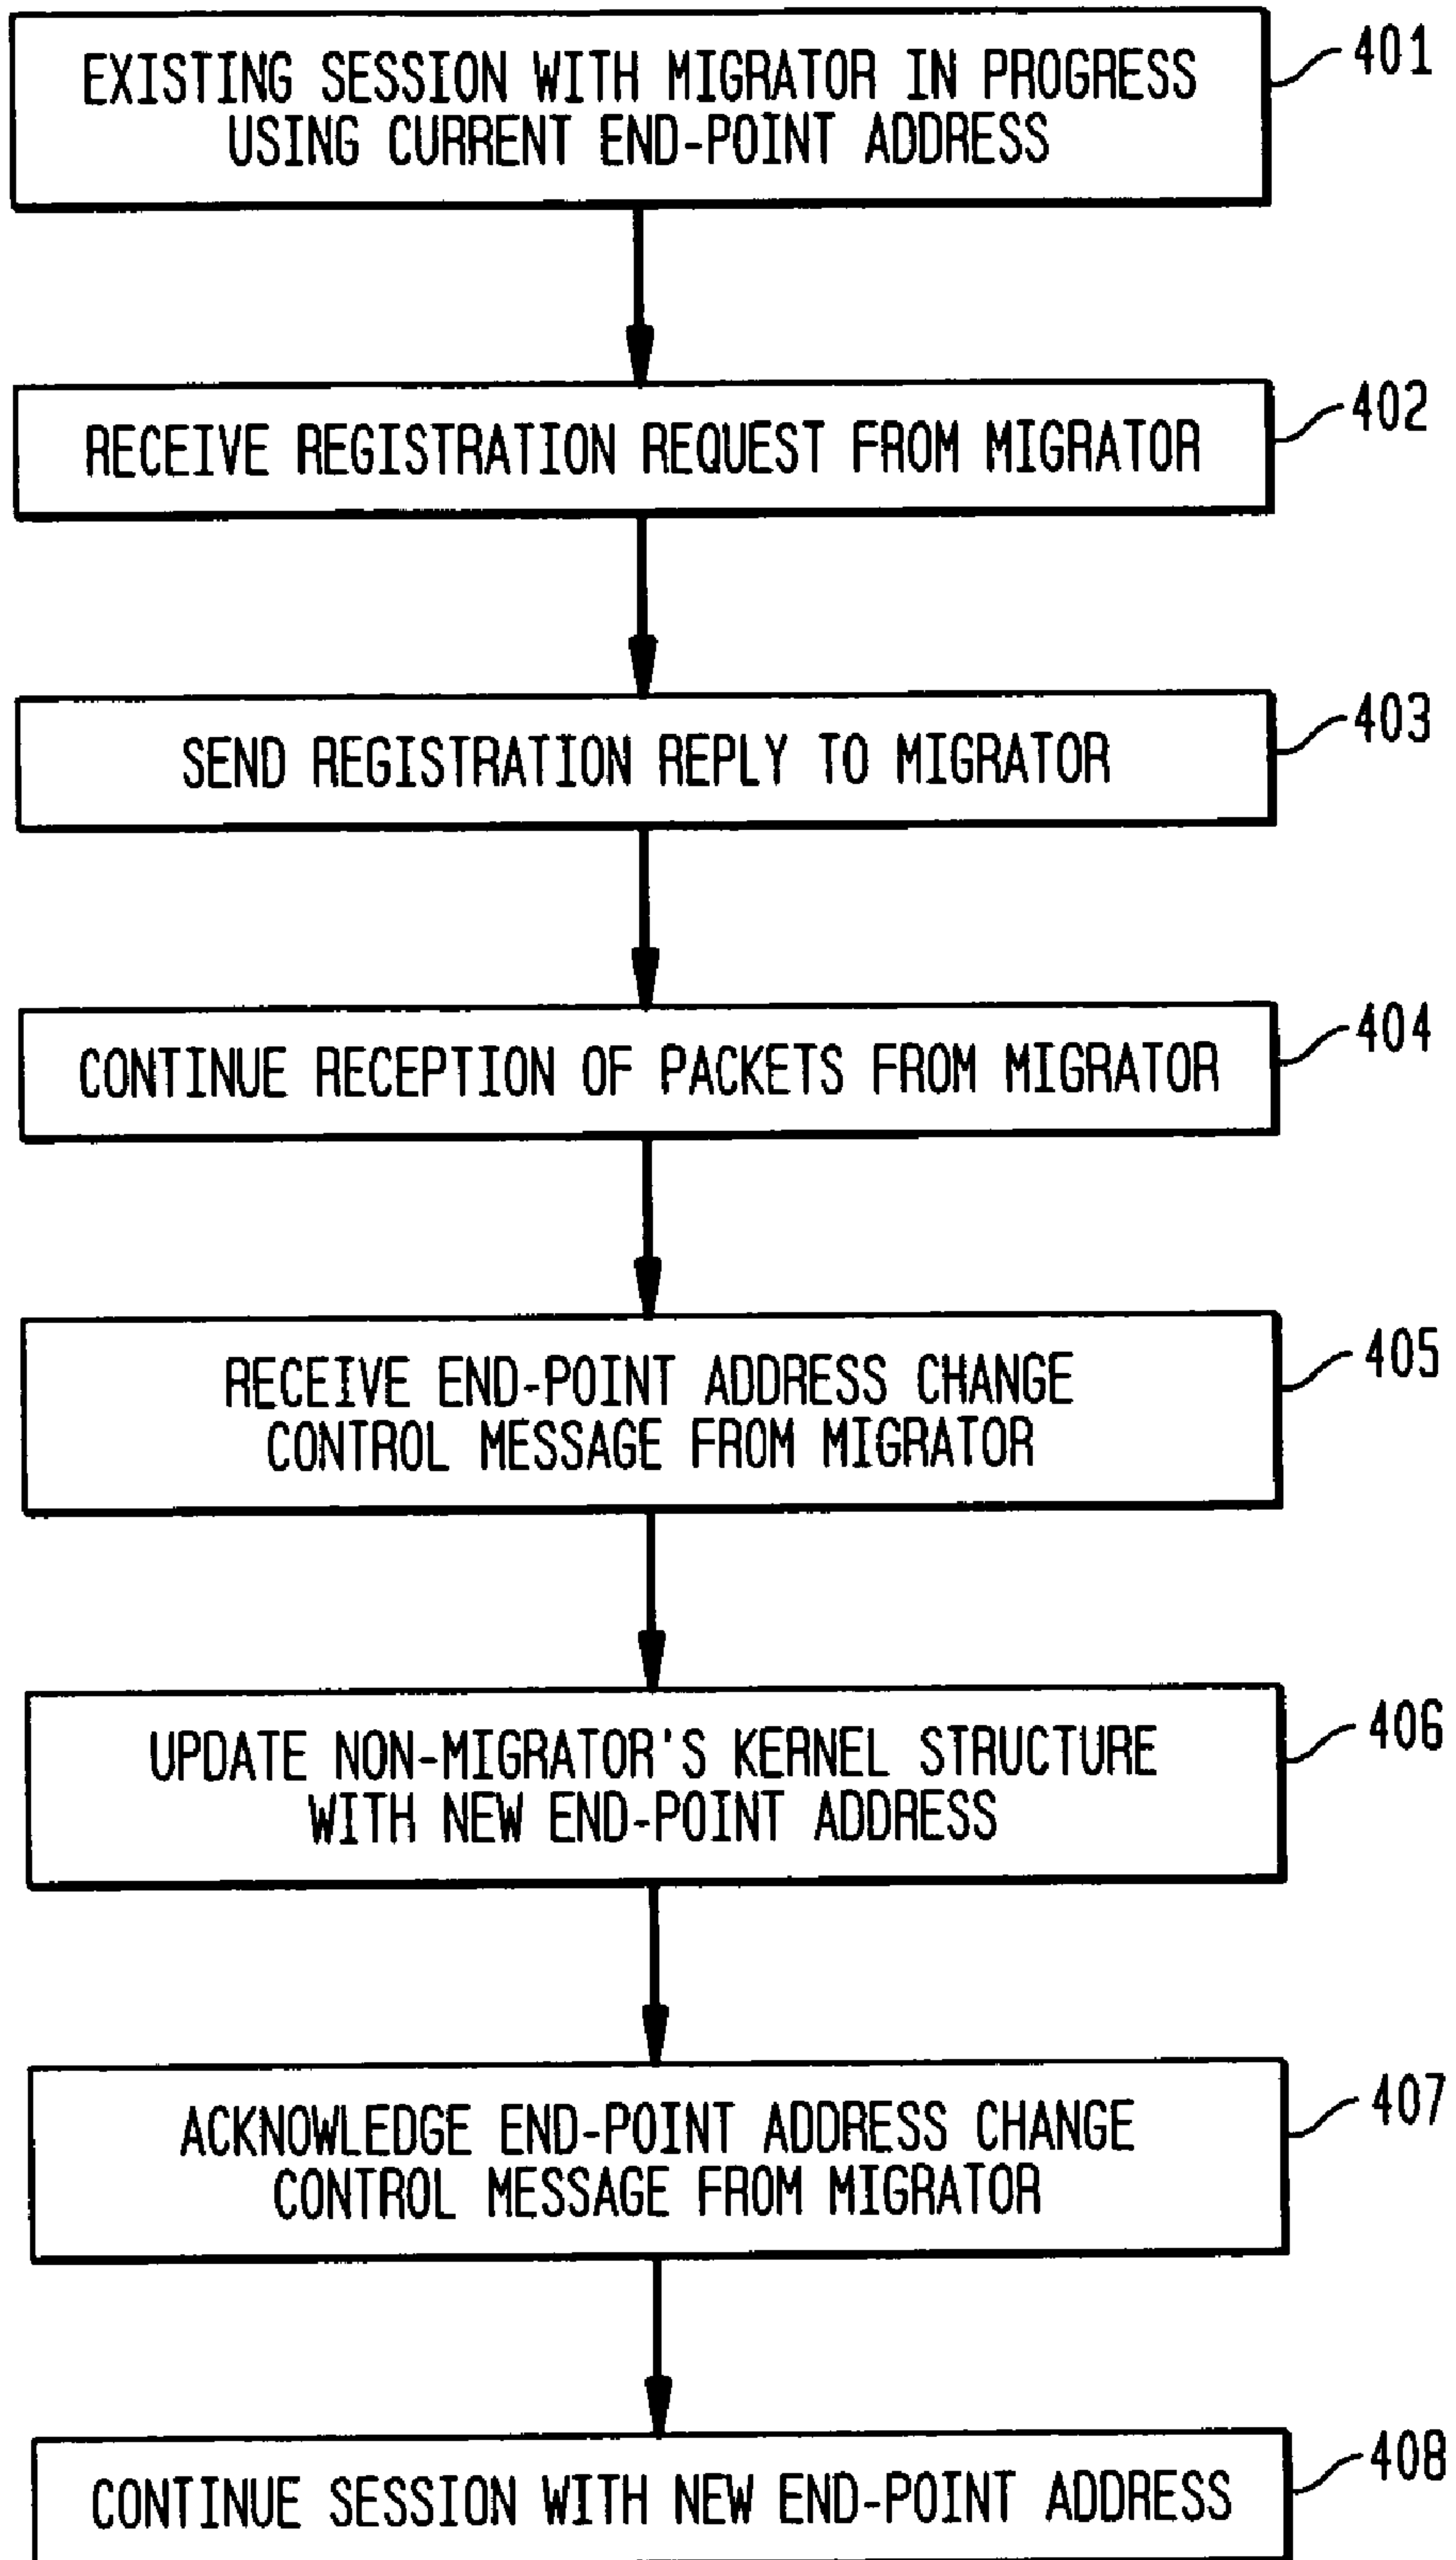 EXISTING SESSION WITH MIGRATOR IN PROGRESS
USING CURRENT END-POINT ADDRESS
401
RECEIVE REGISTRATION REQUEST FROM MIGRATOR
402
SEND REGISTRATION REPLY TO MIGRATOR
403
CONTINUE RECEPTION OF PACKETS FROM MIGRATOR
404
RECEIVE END-POINT ADDRESS CHANGE
CONTROL MESSAGE FROM MIGRATOR
405
UPDATE NON-MIGRATOR'S KERNEL STRUCTURE
WITH NEW END-POINT ADDRESS
406
ACKNOWLEDGE END-POINT ADDRESS CHANGE
CONTROL MESSAGE FROM MIGRATOR
407
CONTINUE SESSION WITH NEW END-POINT ADDRESS
408